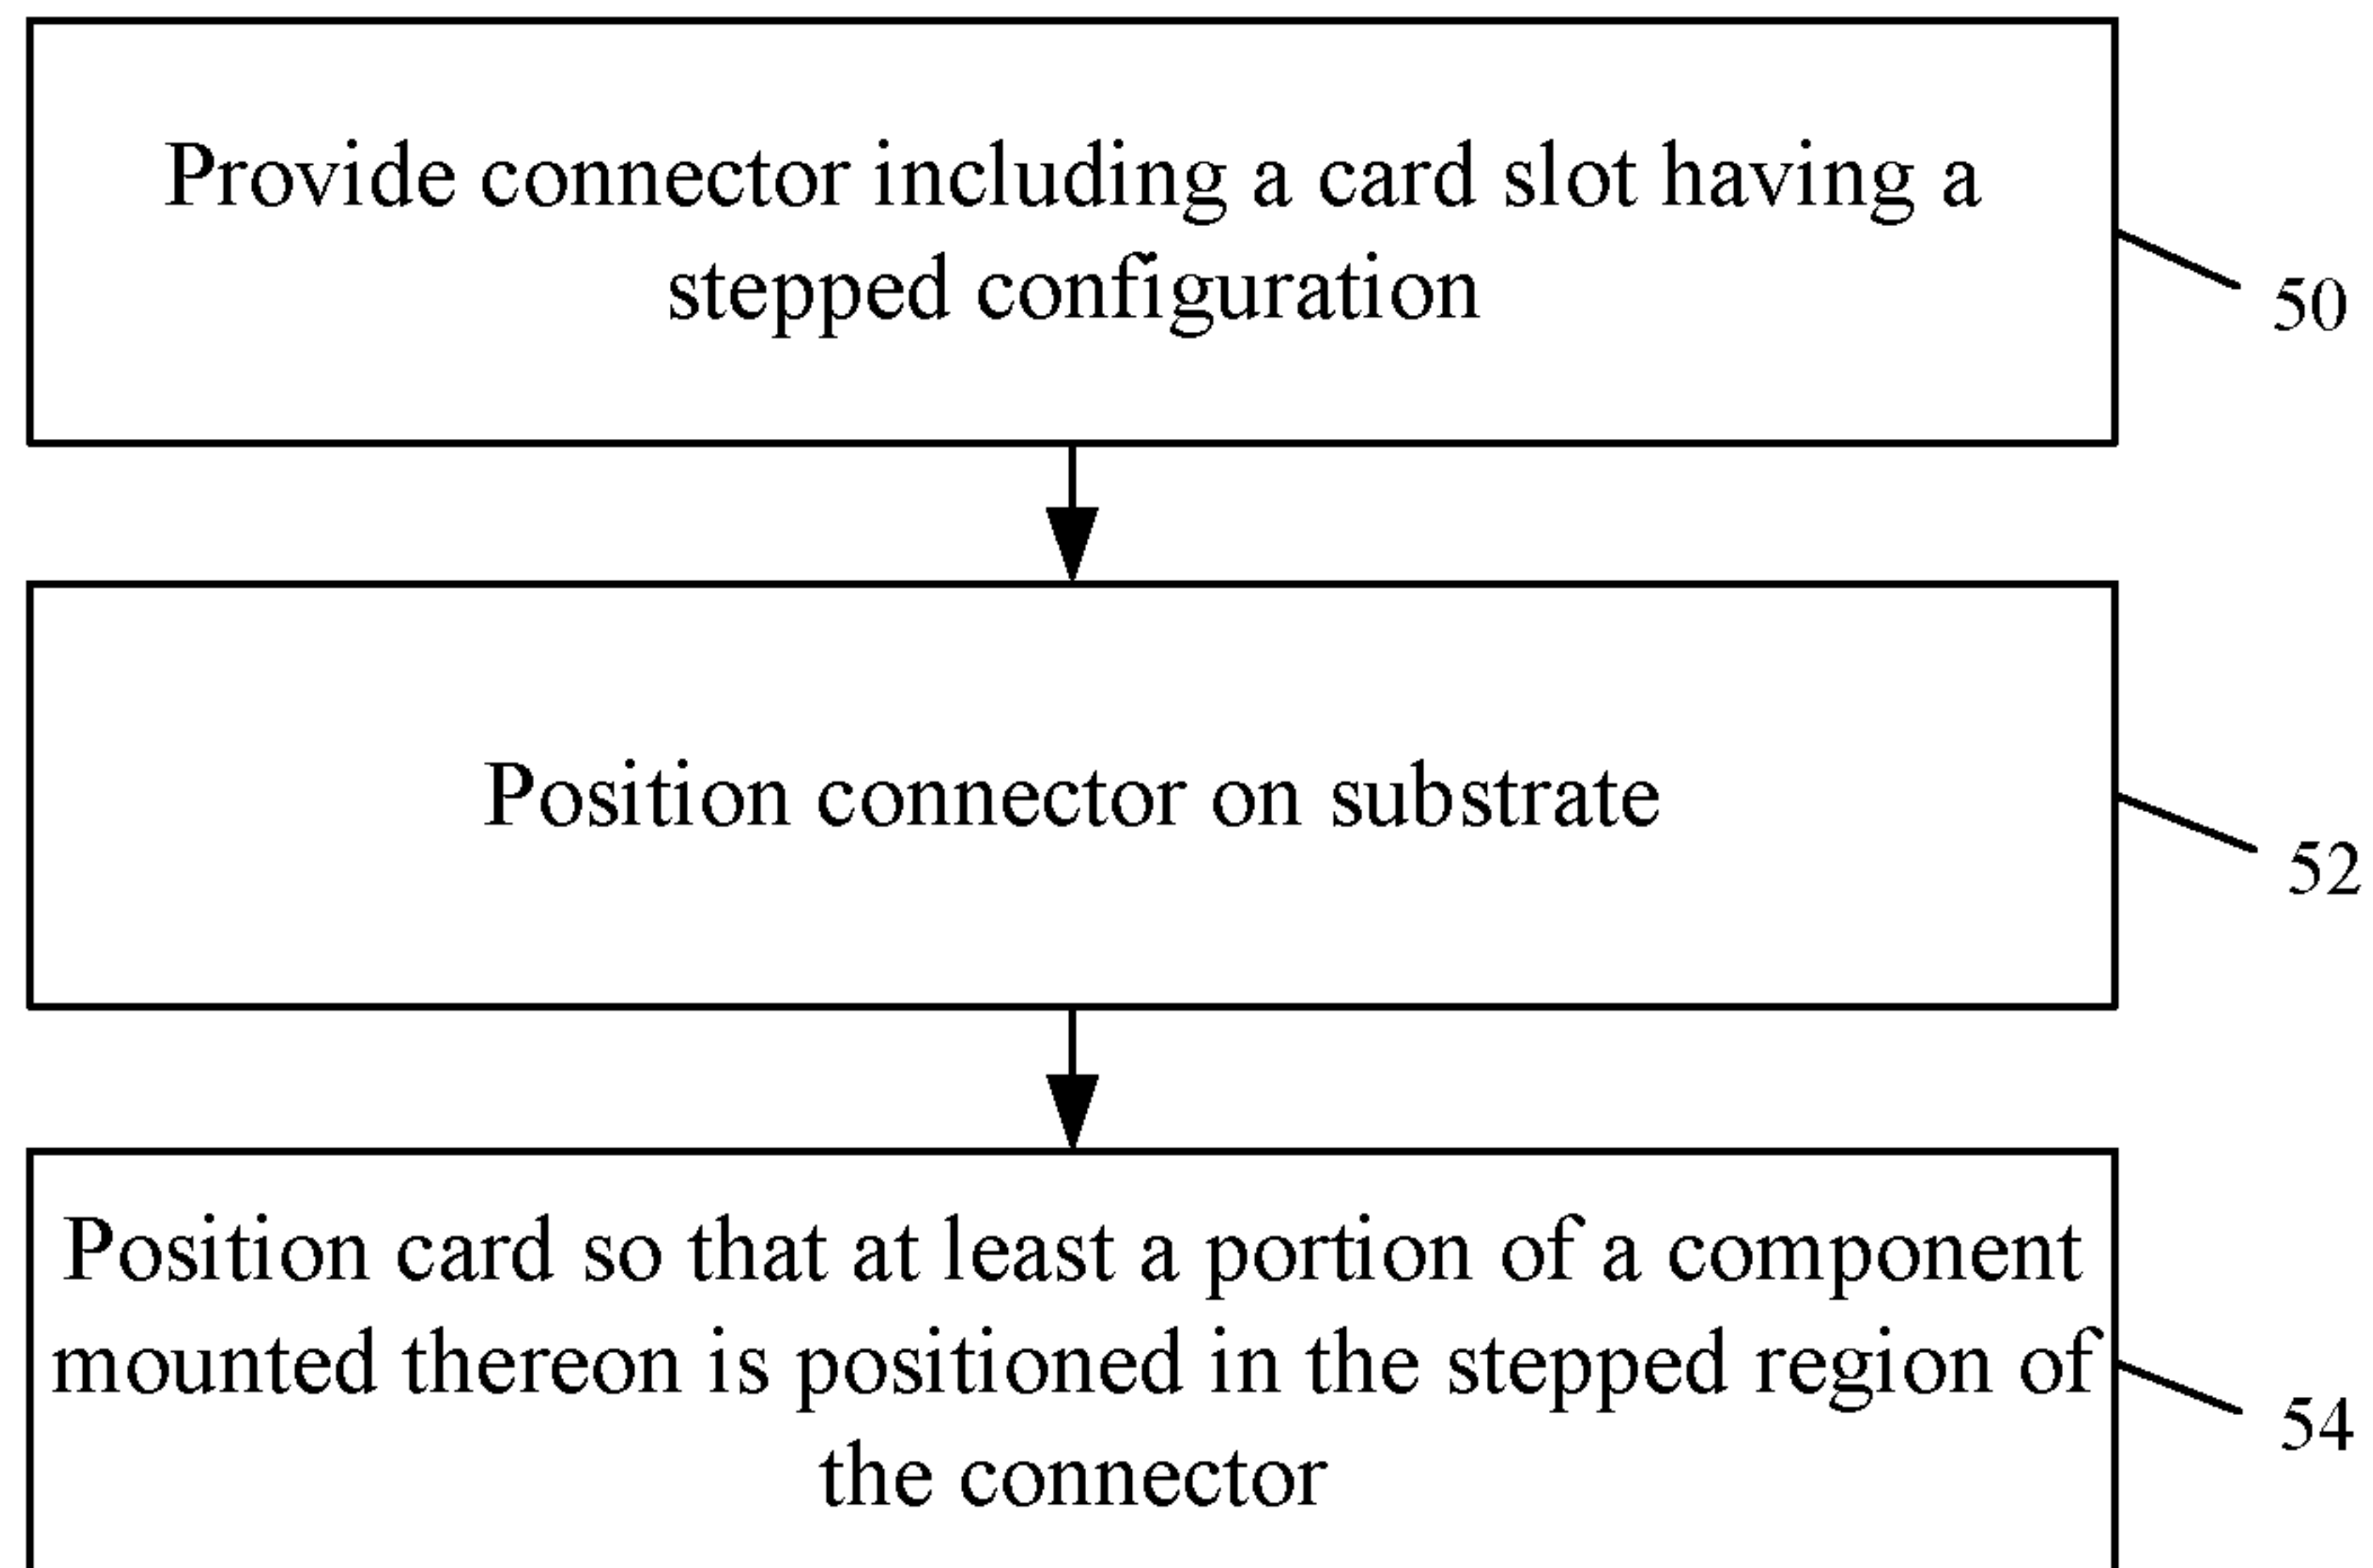 Provide connector including a card slot having a
stepped configuration
50
Position connector on substrate
52
Position card so that at least a portion of a component
mounted thereon is positioned in the stepped region of
the connector
54